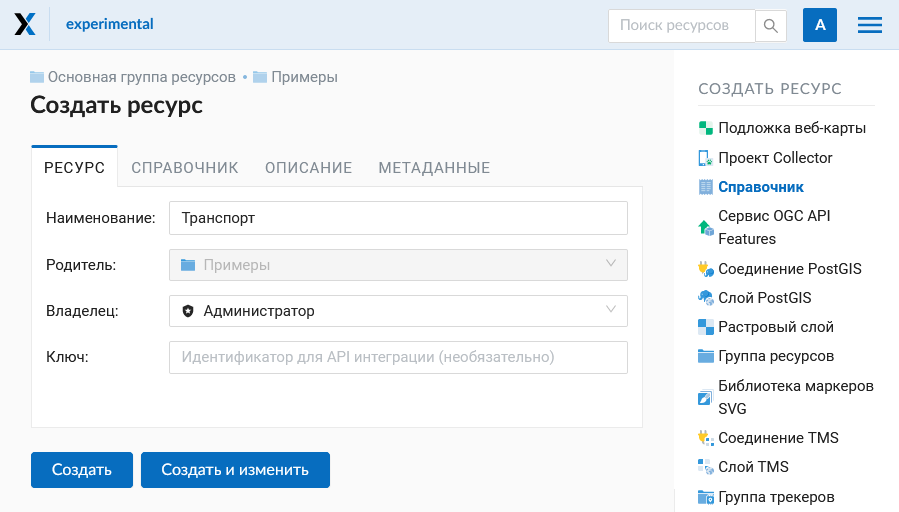 experimental
Поиск ресурсов
A
Основная группа ресурсов • Примеры
Создать ресурс
РЕСУРС
СПРАВОЧНИК
ОПИСАНИЕ
МЕТАДАННЫЕ
Наименование: Транспорт
Родитель: Примеры
Владелец: Администратор
Ключ: Идентификатор для API интеграции (необязательно)
Создать
Создать и изменить
СОЗДАТЬ РЕСУРС
Подложка веб-карты
Проект Collector
Справочник
Сервис OGC API
Features
Соединение PostGIS
Слой PostGIS
Растровый слой
Группа ресурсов
Библиотека маркеров
SVG
Соединение TMS
Слой TMS
Группа трекеров